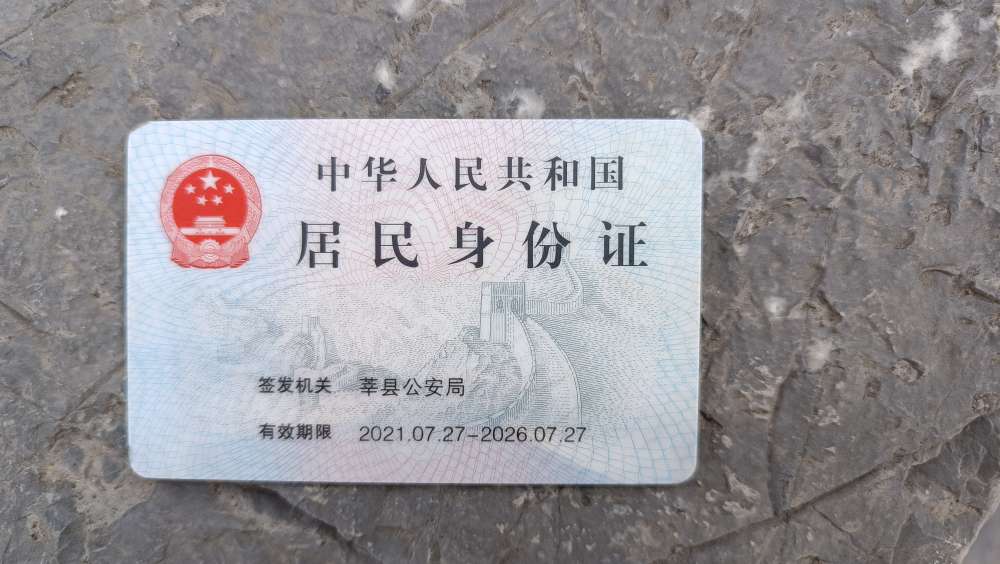 中华人民共和国
居民身份证
签发机关 莘县公安局
有效期限 2021.07.27-2026.07.27